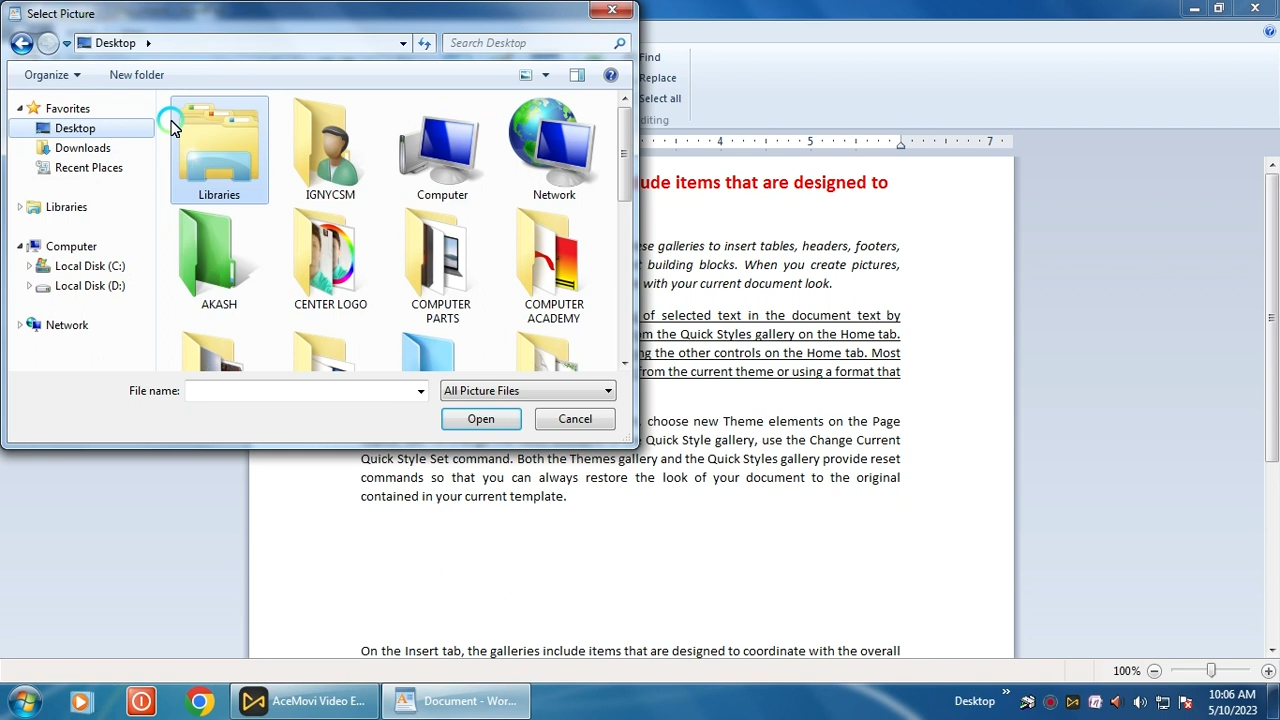 Select Picture
Desktop
Search Desktop
Find
Organize
New folder
Replace
Select all
diting
Favorites
Desktop
Downloads
Recent Places
Libraries
Computer
Local Disk (C:)
Local Disk (D:)
Network
Libraries
IGNYCSM
Computer
Network
AKASH
CENTER LOGO
COMPUTER PARTS
COMPUTER ACADEMY
File name:
All Picture Files
Open
Cancel
4 5 6 7
ude items that are designed to
se galleries to insert tables, headers, footers,
building blocks. When you create pictures,
with your current document look.
of selected text in the document text by
om the Quick Styles gallery on the Home tab.
g the other controls on the Home tab. Most
from the current theme or using a format that
, choose new Theme elements on the Page
Quick Style gallery, use the Change Current
Quick Style Set command. Both the Themes gallery and the Quick Styles gallery provide reset
commands so that you can always restore the look of your document to the original
contained in your current template.
On the Insert tab, the galleries include items that are designed to coordinate with the overall
100%
AceMovi Video E...
Document - Wor...
Desktop
10:06 AM
5/10/2023